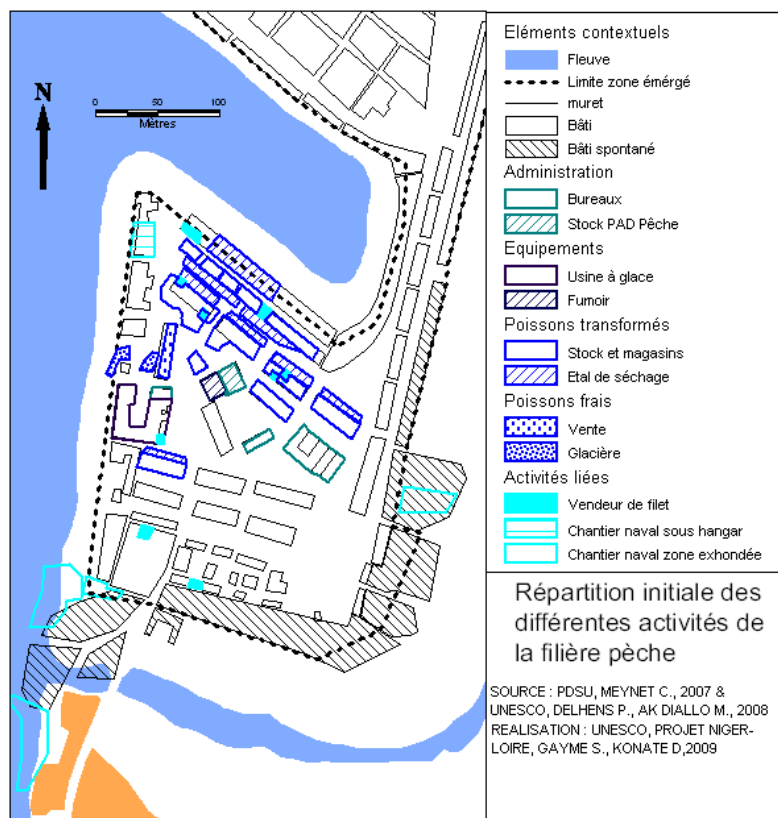 N
0 50 100
Mètres
Eléments contextuels
Fleuve
Limite zone émérgé
muret
Bâti
Bâti spontané
Administration
Bureaux
Stock PAD Pêche
Equipements
Usine à glace
Fumoir
Poissons transformés
Stock et magasins
Etal de séchage
Poissons frais
Vente
Glacière
Activités liées
Vendeur de filet
Chantier naval sous hangar
Chantier naval zone exhondée
Répartition initiale des
différentes activités de
la filière pèche
SOURCE : PDSU, MEYNET C., 2007 &
UNESCO, DELHENS P., AK DIALLO M., 2008
REALISATION : UNESCO, PROJET NIGER-
LOIRE, GAYME S., KONATE D,2009